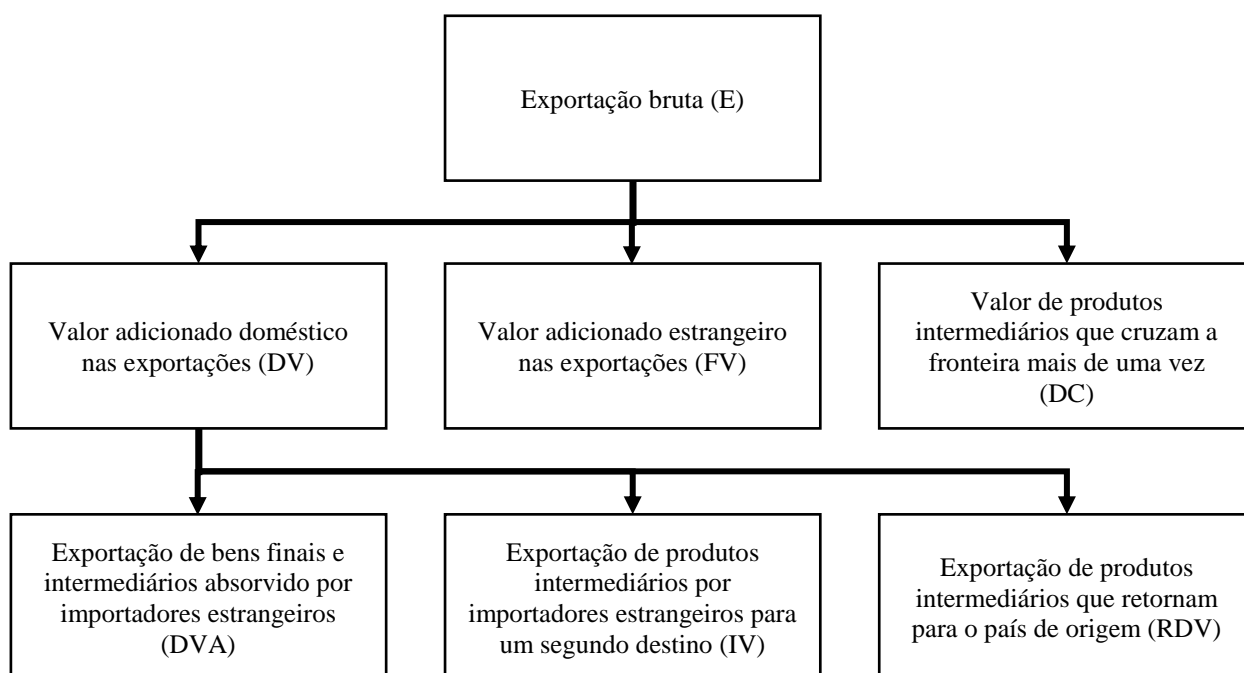 Exportação bruta (E)
Valor adicionado doméstico
nas exportações (DV)
Valor adicionado estrangeiro
nas exportações (FV)
Valor de produtos
intermediários que cruzam a
fronteira mais de uma vez
(DC)
Exportação de bens finais e
intermediários absorvido por
importadores estrangeiros
(DVA)
Exportação de produtos
intermediários por
importadores estrangeiros para
um segundo destino (IV)
Exportação de produtos
intermediários que retornam
para o país de origem (RDV)